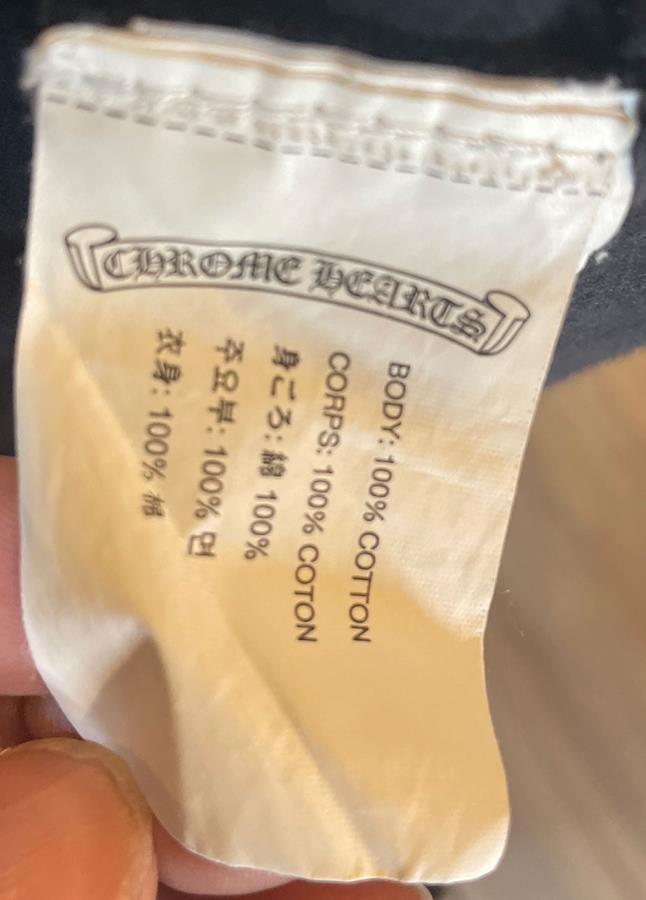 CHROME HEARTS
BODY: 100% COTTON
CORPS: 100% COTON
身ごろ: 綿 100%
주요부: 100% 면
衣身: 100% 棉